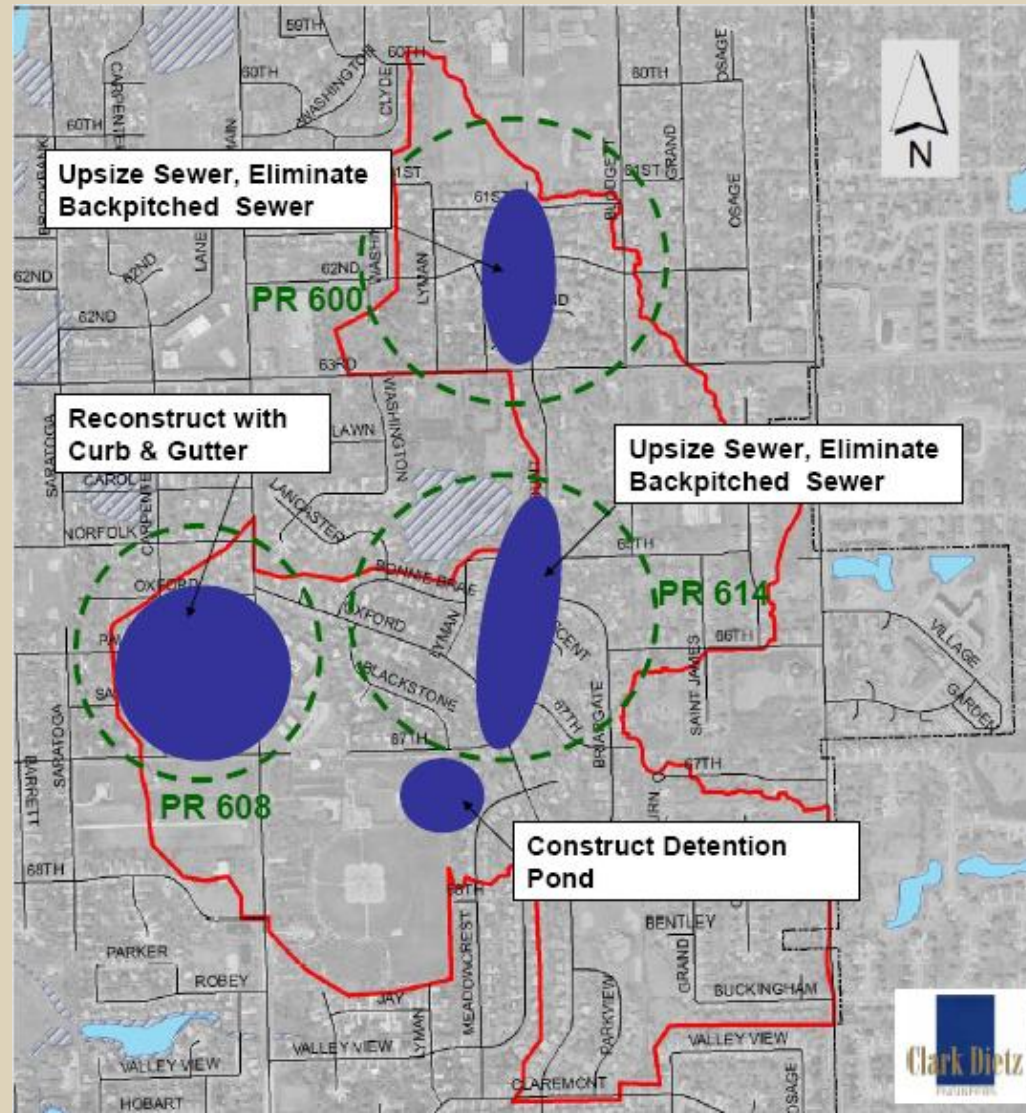 59TH
60TH
WASHINGTON
CLYDE
60TH
60TH
OSAGE
CARPENTER
MAIN
60TH
BROOKBANK
N
Upsize Sewer, Eliminate
Backpitched Sewer
61ST
61ST
BLODGETT
61ST
GRAND
OSAGE
LANE
62ND
62ND
62ND
LYMAN
PR 600
62ND
63RD
Reconstruct with
Curb & Gutter
LAWN
WASHINGTON
Upsize Sewer, Eliminate
Backpitched Sewer
SARATOGA
CAROL
CARPENTER
LANCASTER
NORFOLK
65TH
BONNIE BRAE
OXFORD
OXFORD
LYMAN
PR 614
66TH
VILLAGE
GARDEN
BLACKSTONE
SAINT JAMES
67TH
BRIARGATE
SARATOGA
BARRETT
67TH
67TH
PR 608
Construct Detention
Pond
68TH
68TH
MEADOWCREST
BENTLEY
GRAND
PARKER
ROBEY
JAY
LYMAN
PARKVIEW
BUCKINGHAM
VALLEY VIEW
VALLEY VIEW
VALLEY VIEW
CLAREMONT
OSAGE
HOBART
Clark Dietz